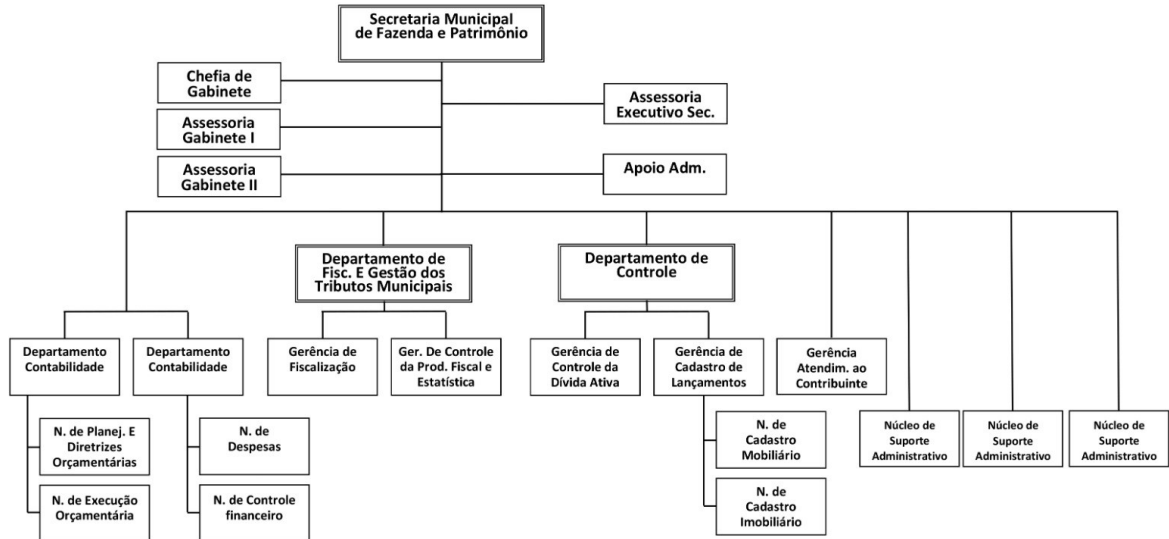 Secretaria Municipal
de Fazenda e Patrimônio
Chefia de
Gabinete
Assessoria
Executivo Sec.
Assessoria
Gabinete I
Assessoria
Gabinete II
Apoio Adm.
Departamento de
Fisc. E Gestão dos
Tributos Municipais
Departamento de
Controle
Departamento
Contabilidade
Departamento
Contabilidade
Gerência de
Fiscalização
Ger. De Controle
da Prod. Fiscal e
Estatística
Gerência de
Controle da
Dívida Ativa
Gerência de
Cadastro de
Lançamentos
Gerência
Atendim. ao
Contribuinte
N. de Planej. E
Diretrizes
Orçamentárias
N. de
Despesas
N. de
Cadastro
Mobiliário
Núcleo de
Suporte
Administrativo
Núcleo de
Suporte
Administrativo
Núcleo de
Suporte
Administrativo
N. de Execução
Orçamentária
N. de Controle
financeiro
N. de
Cadastro
Imobiliário